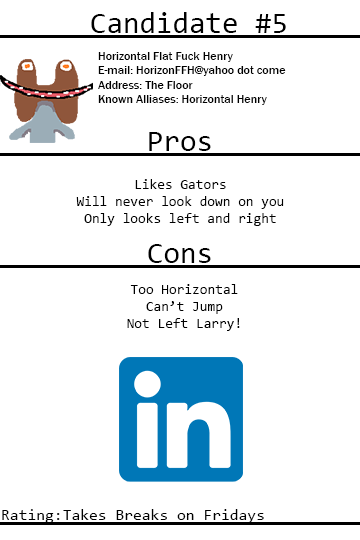 Candidate #5
Horizontal Flat Fuck Henry
E-mail: HorizonFFH@yahoo dot come
Address: The Floor
Known Alliases: Horizontal Henry
Pros
Likes Gators
Will never look down on you
Only looks left and right
Cons
Too Horizontal
Can’t Jump
Not Left Larry!
in
Rating:Takes Breaks on Fridays